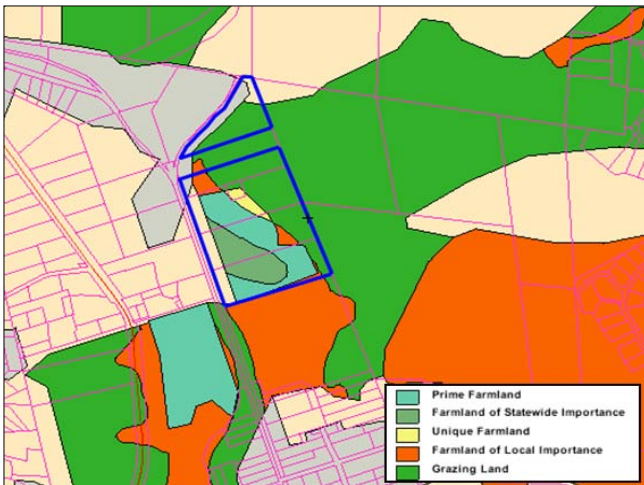 Prime Farmland
Farmland of Statewide Importance
Unique Farmland
Farmland of Local Importance
Grazing Land